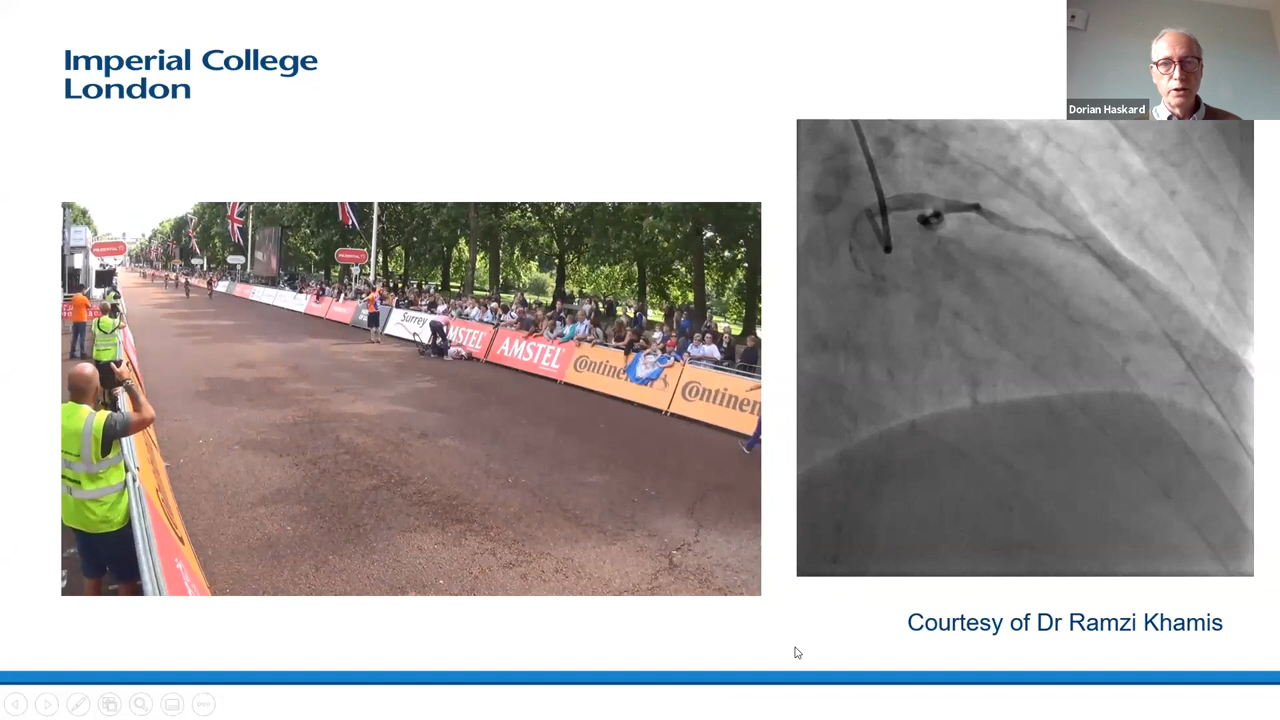 Imperial College
London
Dorian Haskard
Surrey
AMSTEL
AMSTEL
Contine
Continen
Courtesy of Dr Ramzi Khamis